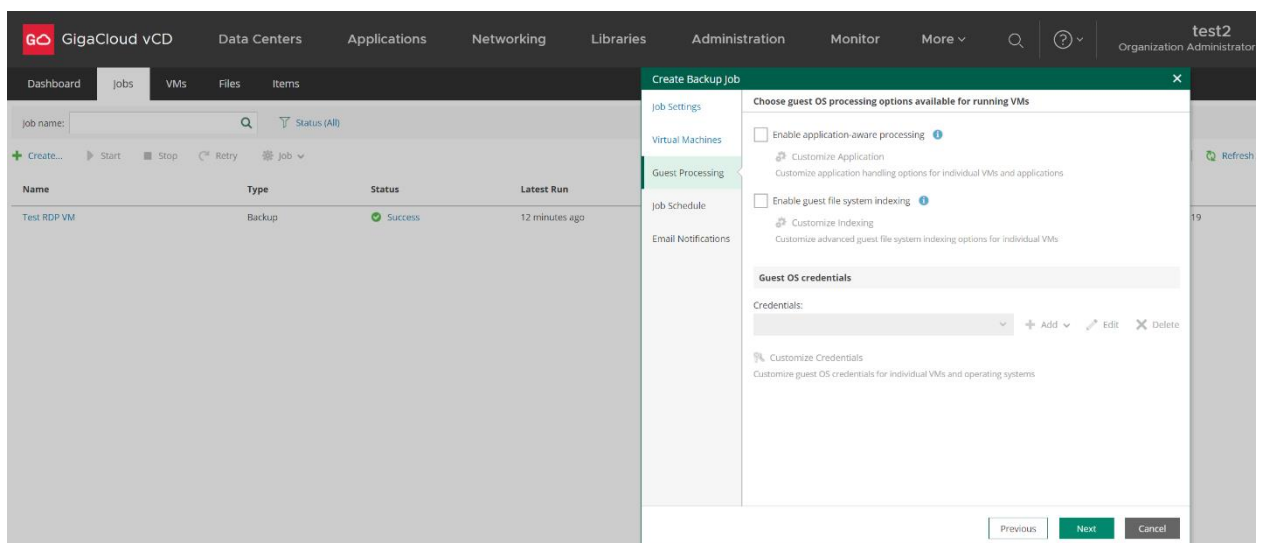 GigaCloud vCD Data Centers Applications Networking Libraries Administration Monitor More test2
Organization Administrator
Dashboard Jobs VMs Files Items
Job name: Status (All)
Create... Start Stop Retry Job Refresh
Name Type Status Latest Run
Test RDP VM Backup Success 12 minutes ago 19
Create Backup Job
Job Settings
Virtual Machines
Guest Processing
Job Schedule
Email Notifications
Choose guest OS processing options available for running VMs
Enable application-aware processing
Customize Application
Customize application handling options for individual VMs and applications
Enable guest file system indexing
Customize Indexing
Customize advanced guest file system indexing options for individual VMs
Guest OS credentials
Credentials:
Add Edit Delete
Customize Credentials
Customize guest OS credentials for individual VMs and operating systems
Previous Next Cancel